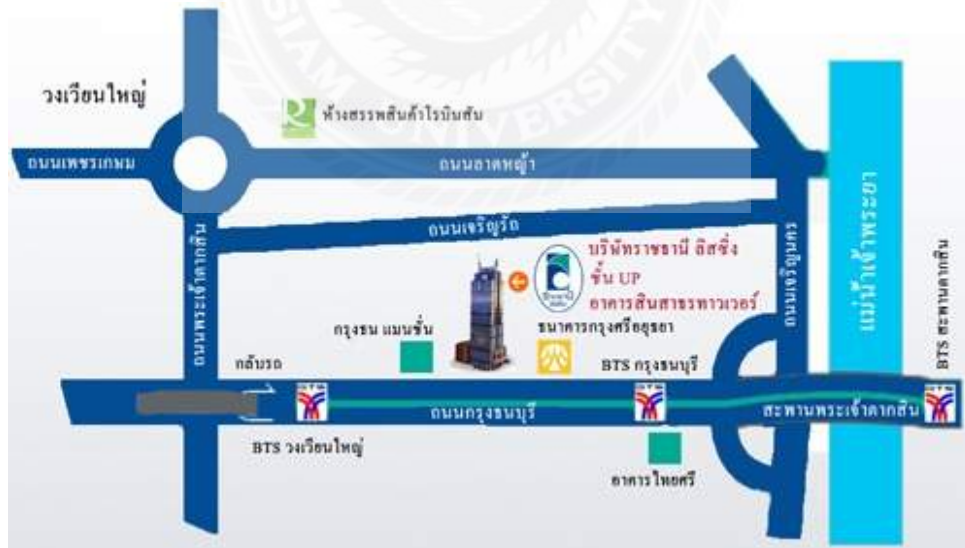 SIAM UNIVERSITY
วงเวียนใหญ่
ห้างสรรพสินค้าโรบินสัน
ถนนเพชรเกษม
ถนนลาดหญ้า
ถนนเจริญรัถ
ถนนพระเจ้าตากสิน
บริษัทราชธานี ลิสซิ่ง
ชั้น UP
อาคารสินสาธรทาวเวอร์
ถนนเจริญนคร
แม่น้ำเจ้าพระยา
BTS สะพานตากสิน
กรุงธน แมนชั่น
ธนาคารกรุงศรีอยุธยา
กลับรถ
BTS กรุงธนบุรี
ถนนกรุงธนบุรี
สะพานพระเจ้าตากสิน
BTS วงเวียนใหญ่
อาคารไทยศรี